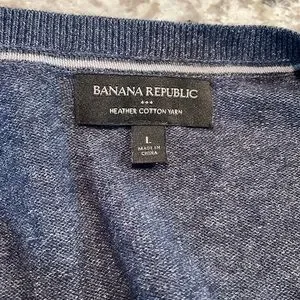 BANANA REPUBLIC
HEATHER COTTON YARN
L
MADE IN
CHINA